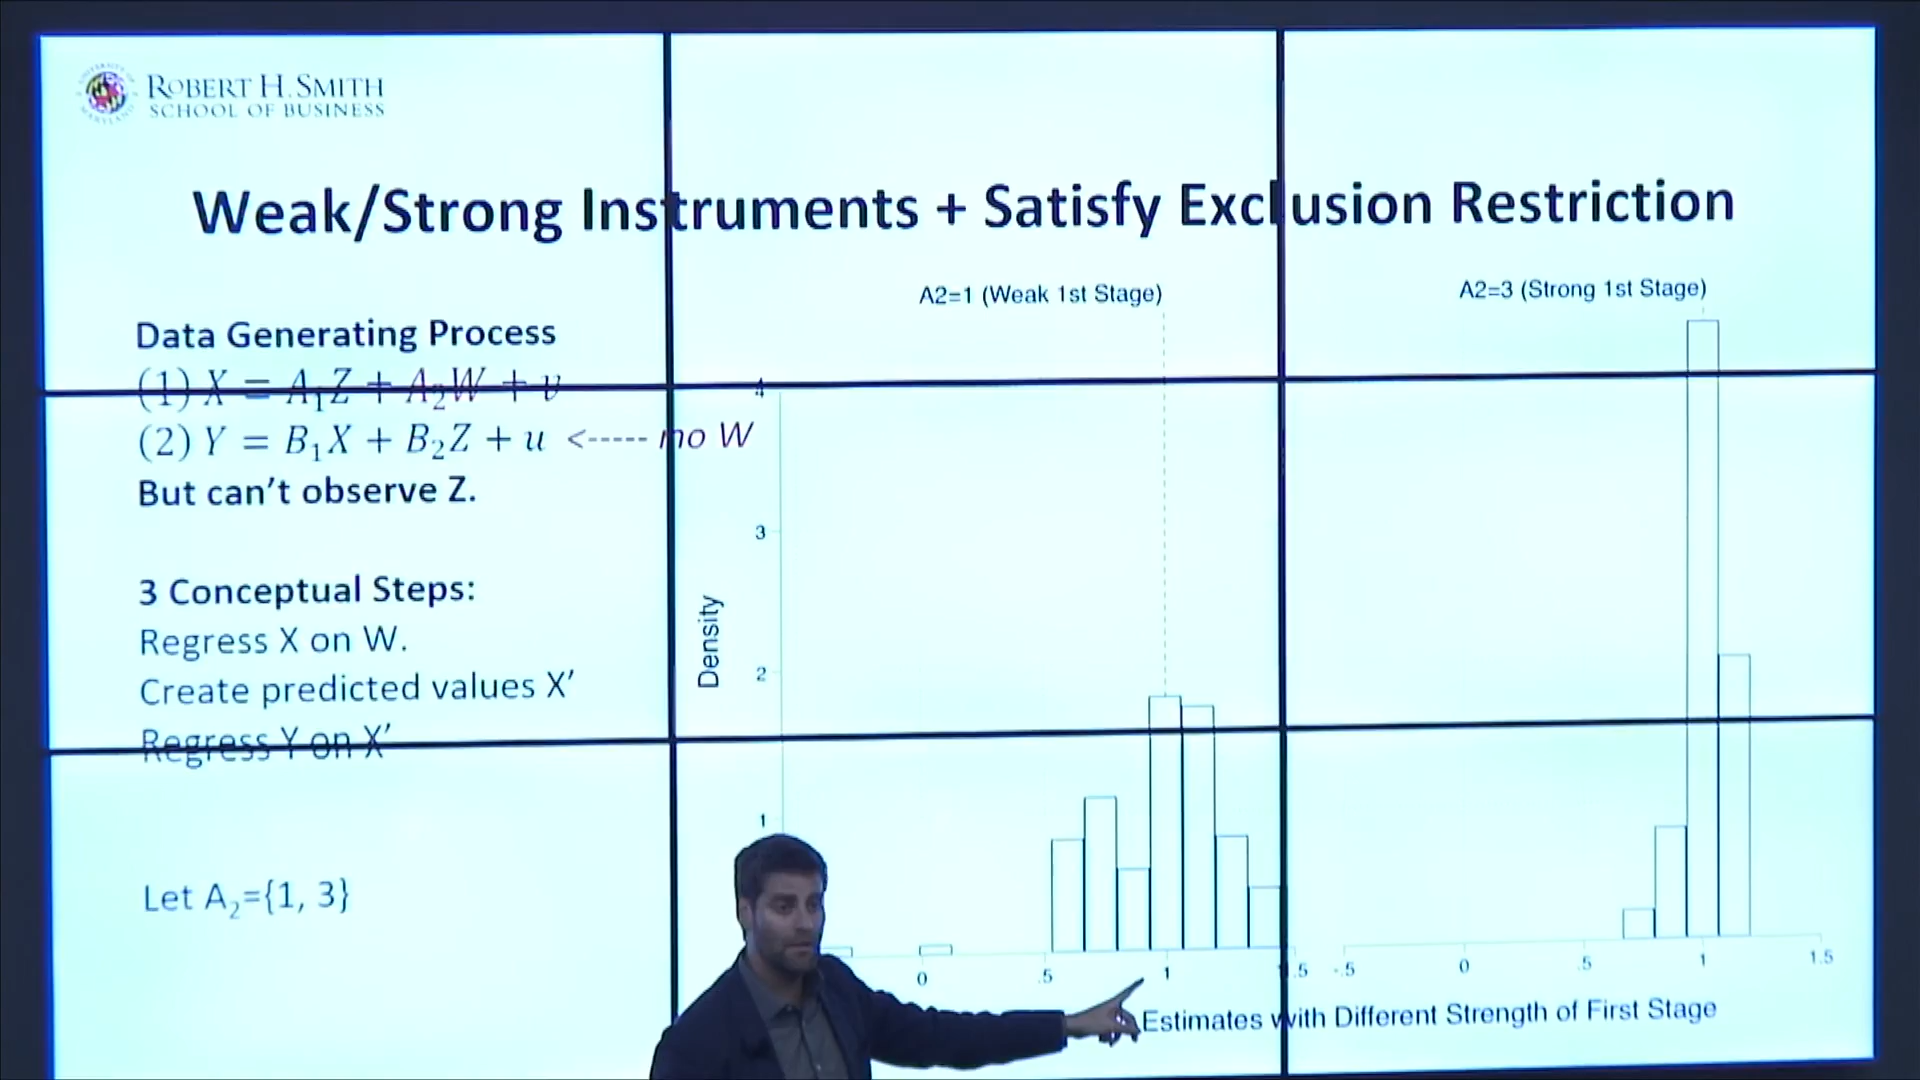 UNIVERSITY OF MARYLAND
ROBERT H. SMITH
SCHOOL OF BUSINESS
Weak/Strong Instruments + Satisfy Exclusion Restriction
Data Generating Process
(1) X = A₁Z + A₂W + v
(2) Y = B₁X + B₂Z + u <----- no W
But can’t observe Z.
3 Conceptual Steps:
Regress X on W.
Create predicted values X’
Regress Y on X’
Let A₂={1, 3}
A2=1 (Weak 1st Stage)
A2=3 (Strong 1st Stage)
Density
4
3
2
1
0 .5 1 1.5
-.5 0 .5 1 1.5
Estimates with Different Strength of First Stage